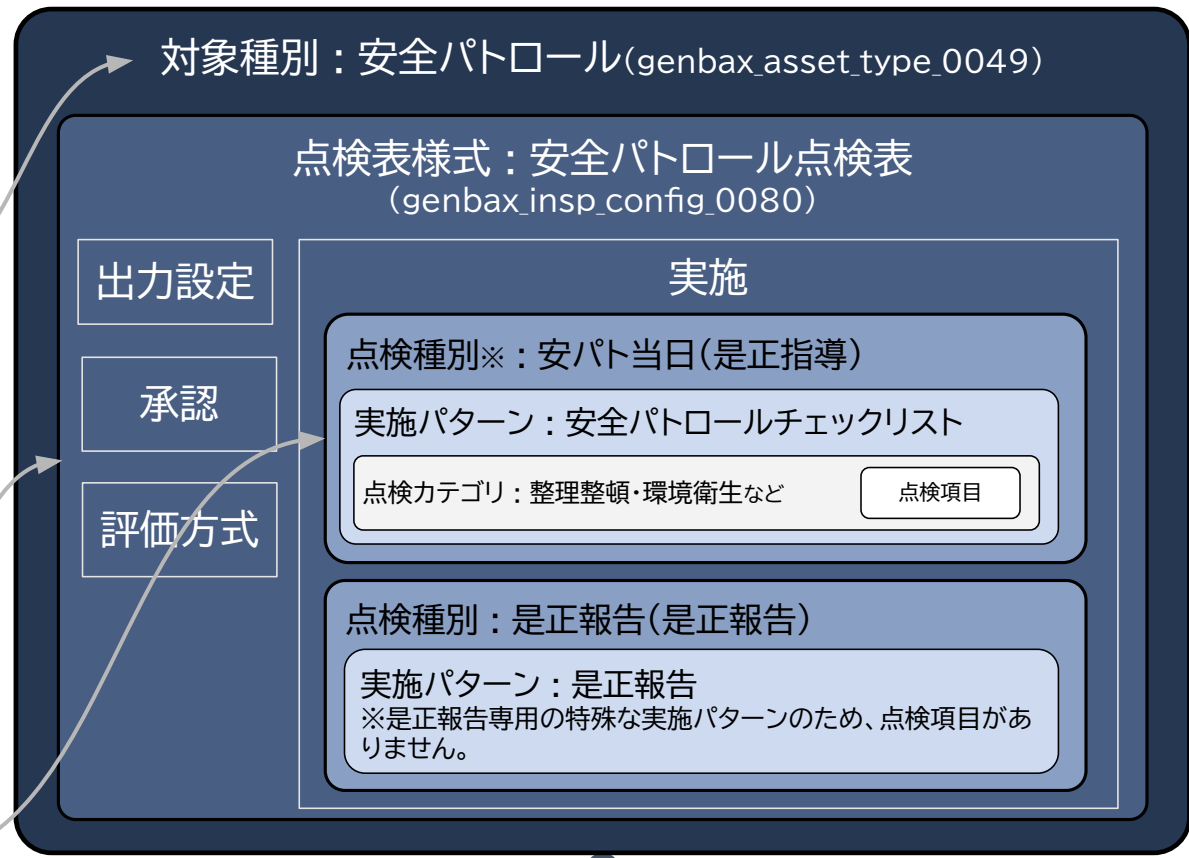 対象種別：安全パトロール(genbax_asset_type_0049)
点検表様式：安全パトロール点検表
(genbax_insp_config_0080)
出力設定
承認
評価方式
実施
点検種別※：安パト当日(是正指導)
実施パターン：安全パトロールチェックリスト
点検カテゴリ：整理整頓・環境衛生など
点検項目
点検種別：是正報告(是正報告)
実施パターン：是正報告
※是正報告専用の特殊な実施パターンのため、点検項目があ
りません。